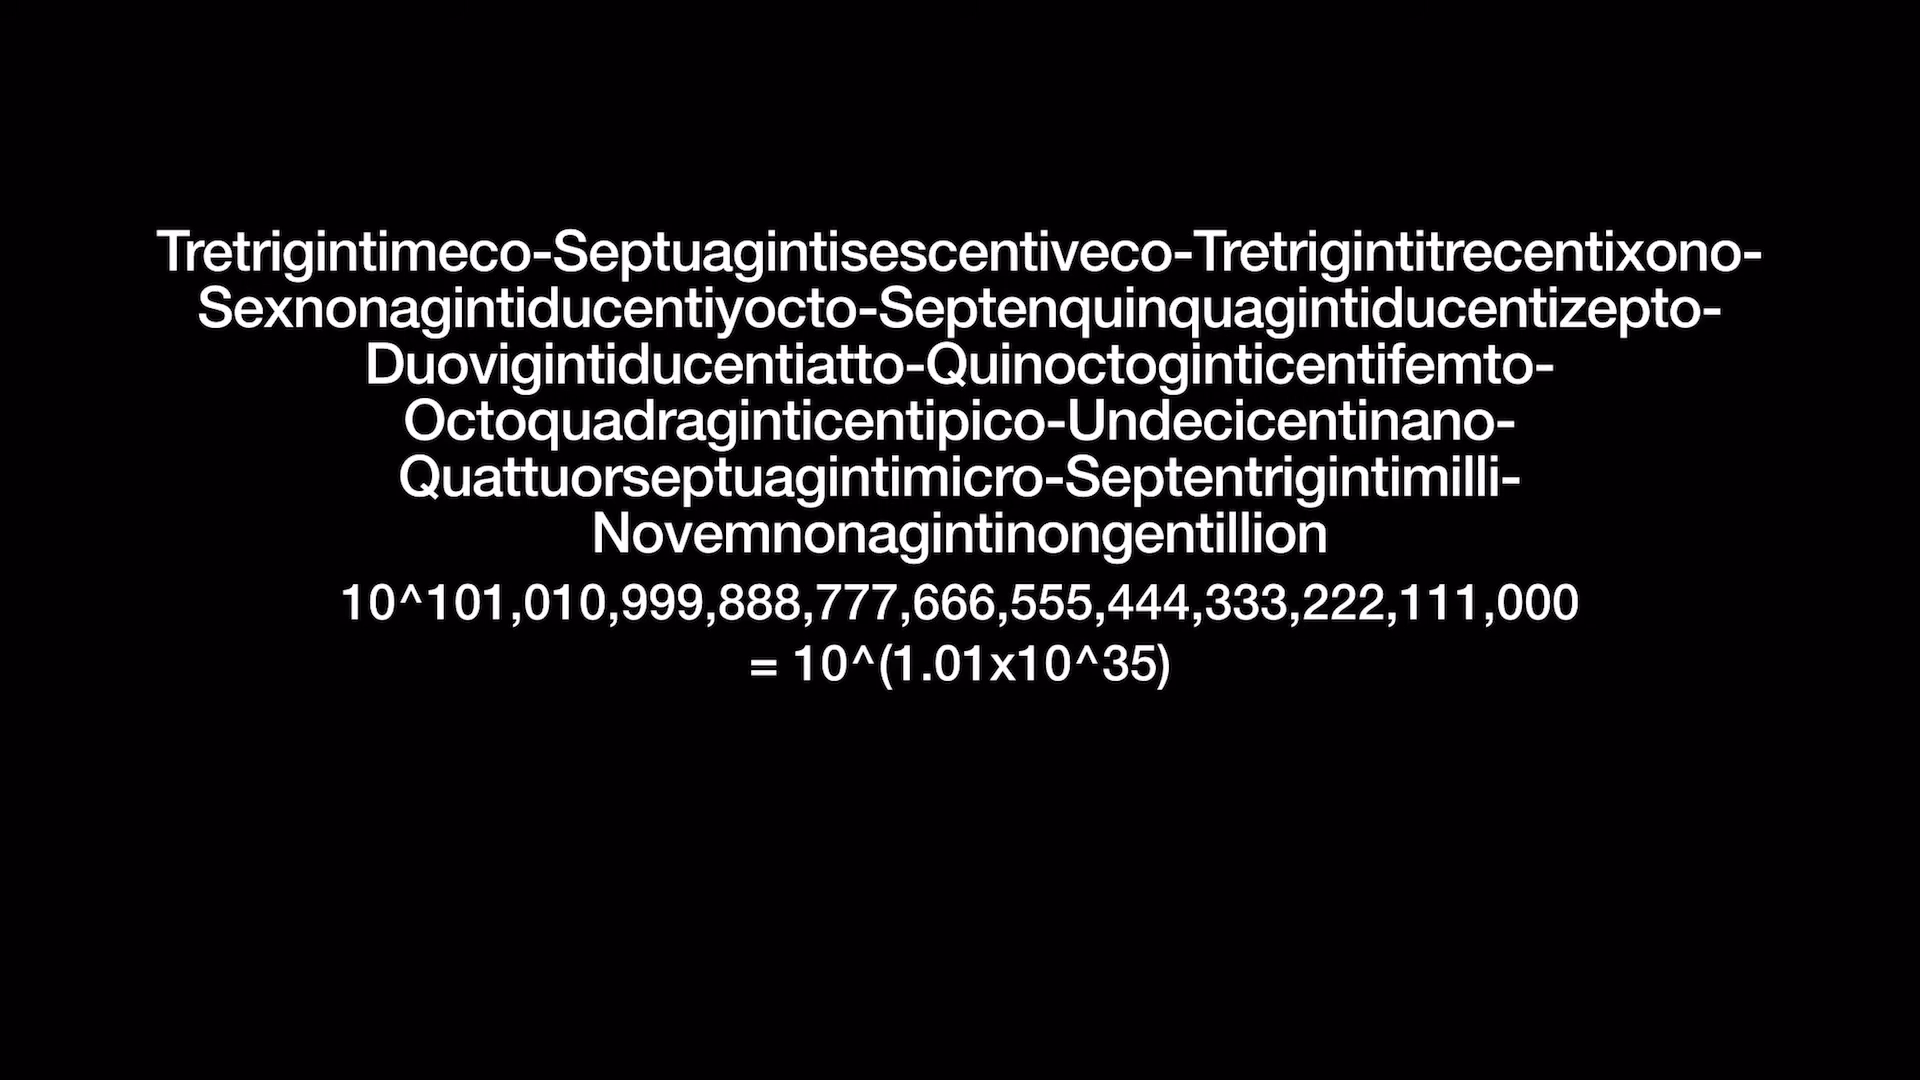 Tretrigintimeco-Septuagintisescentiveco-Tretrigintitrecentixono-
Sexnonagintiducentiyocto-Septenquinquagintiducentizepto-
Duovigintiducentiatto-Quinoctoginticentifemto-
Octoquadraginticentipico-Undecicentinano-
Quattuorseptuagintimicro-Septentrigintimilli-
Novemnonagintinongentillion
10^101,010,999,888,777,666,555,444,333,222,111,000
= 10^(1.01x10^35)